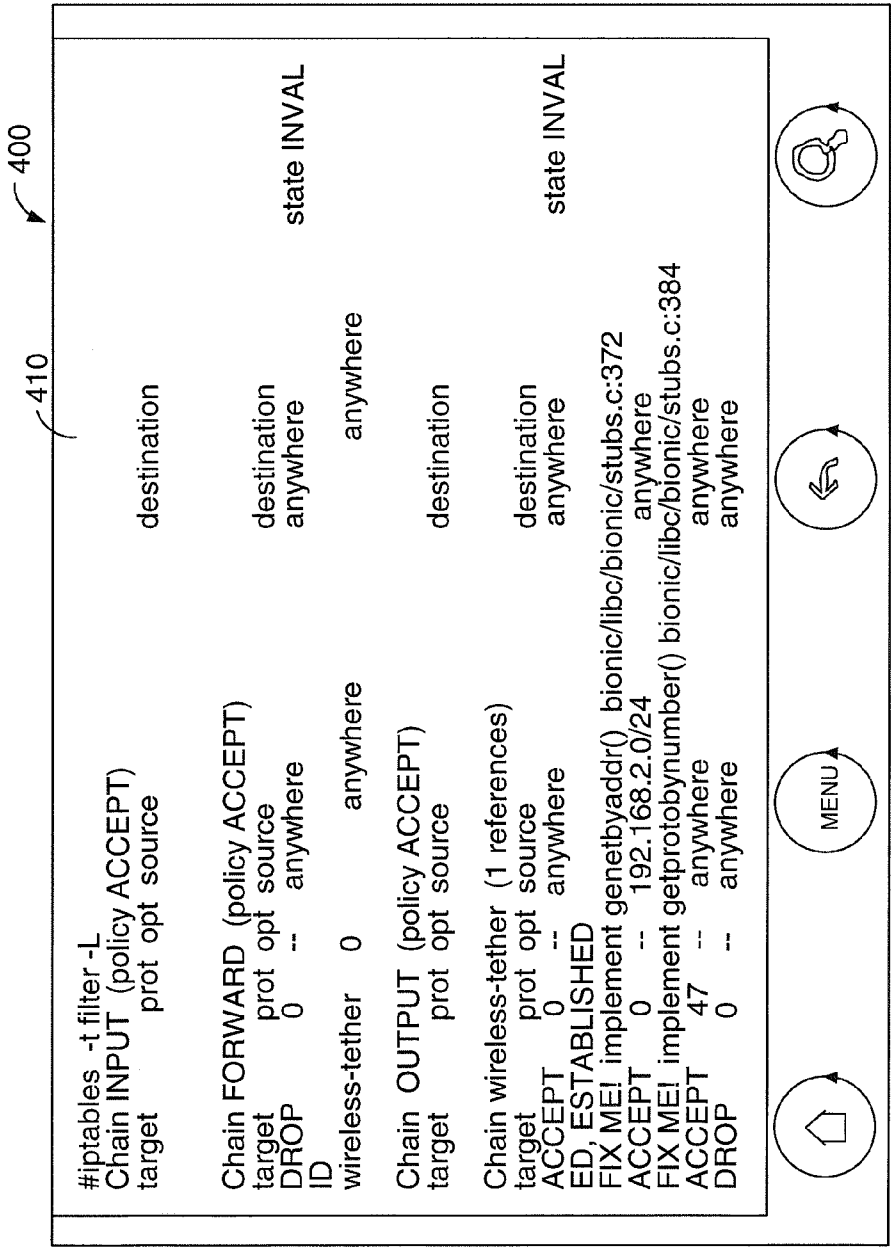 400
410
#iptables -t filter -L
Chain INPUT (policy ACCEPT)
target prot opt source destination
Chain FORWARD (policy ACCEPT)
target prot opt source destination
DROP 0 -- anywhere anywhere state INVAL
ID
wireless-tether 0 anywhere anywhere
Chain OUTPUT (policy ACCEPT)
target prot opt source destination
Chain wireless-tether (1 references)
target prot opt source destination
ACCEPT 0 -- anywhere anywhere state INVAL
ED, ESTABLISHED
FIX ME! implement genetbyaddr() bionic/libc/bionic/stubs.c:372
ACCEPT 0 -- 192.168.2.0/24 anywhere
FIX ME! implement getprotobynumber() bionic/libc/bionic/stubs.c:384
ACCEPT 47 -- anywhere anywhere
DROP 0 -- anywhere anywhere
MENU